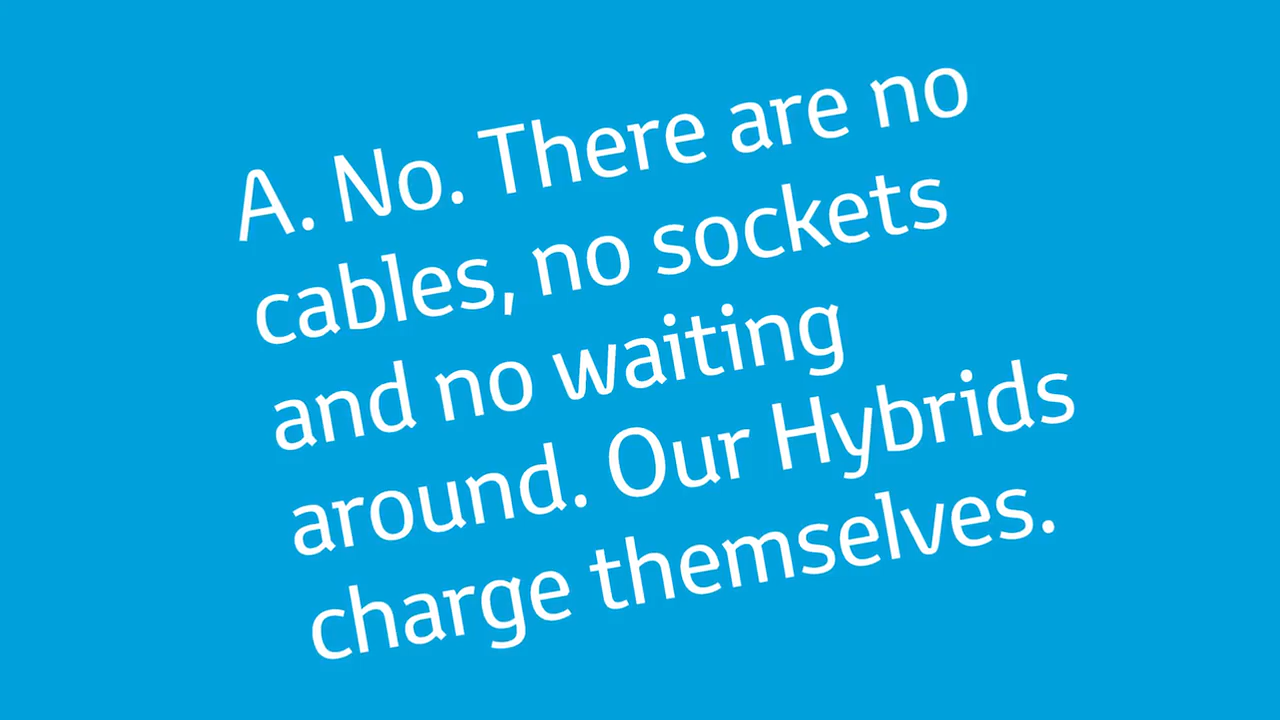 A. No. There are no
cables, no sockets
and no waiting
around. Our Hybrids
charge themselves.